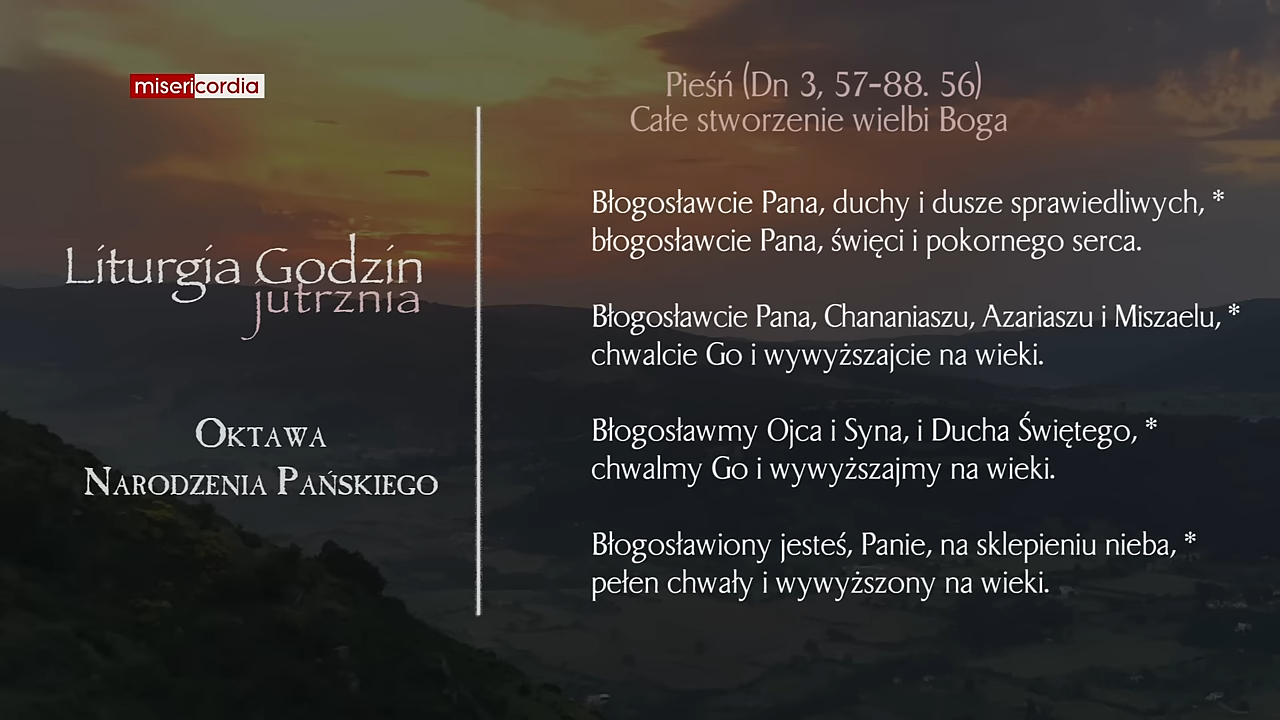 misericordia
Liturgia Godzin
jutrznia
Oktawa
Narodzenia Pańskiego
Pieśń (Dn 3, 57-88. 56)
Całe stworzenie wielbi Boga
Błogosławcie Pana, duchy i dusze sprawiedliwych, *
błogosławcie Pana, święci i pokornego serca.
Błogosławcie Pana, Chananiaszu, Azariaszu i Miszaelu, *
chwalcie Go i wywyższajcie na wieki.
Błogosławmy Ojca i Syna, i Ducha Świętego, *
chwalmy Go i wywyższajmy na wieki.
Błogosławiony jesteś, Panie, na sklepieniu nieba, *
pełen chwały i wywyższony na wieki.